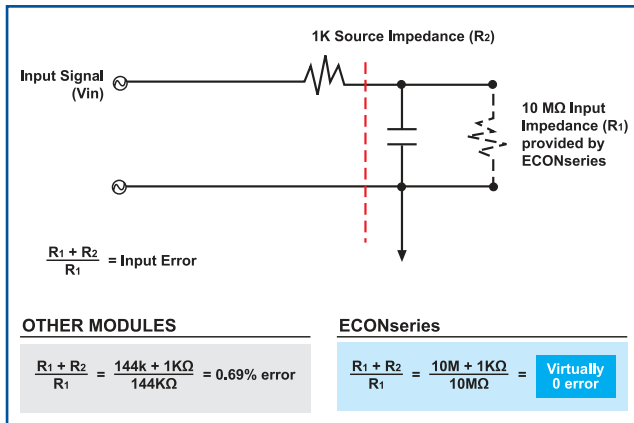 1K Source Impedance (R₂)
Input Signal
(Vin)
10 MΩ Input
Impedance (R₁)
provided by
ECONseries
R₁ + R₂
R₁
= Input Error
OTHER MODULES
R₁ + R₂
R₁
=
144k + 1KΩ
144KΩ
= 0.69% error
ECONseries
R₁ + R₂
R₁
=
10M + 1KΩ
10MΩ
=
Virtually
0 error